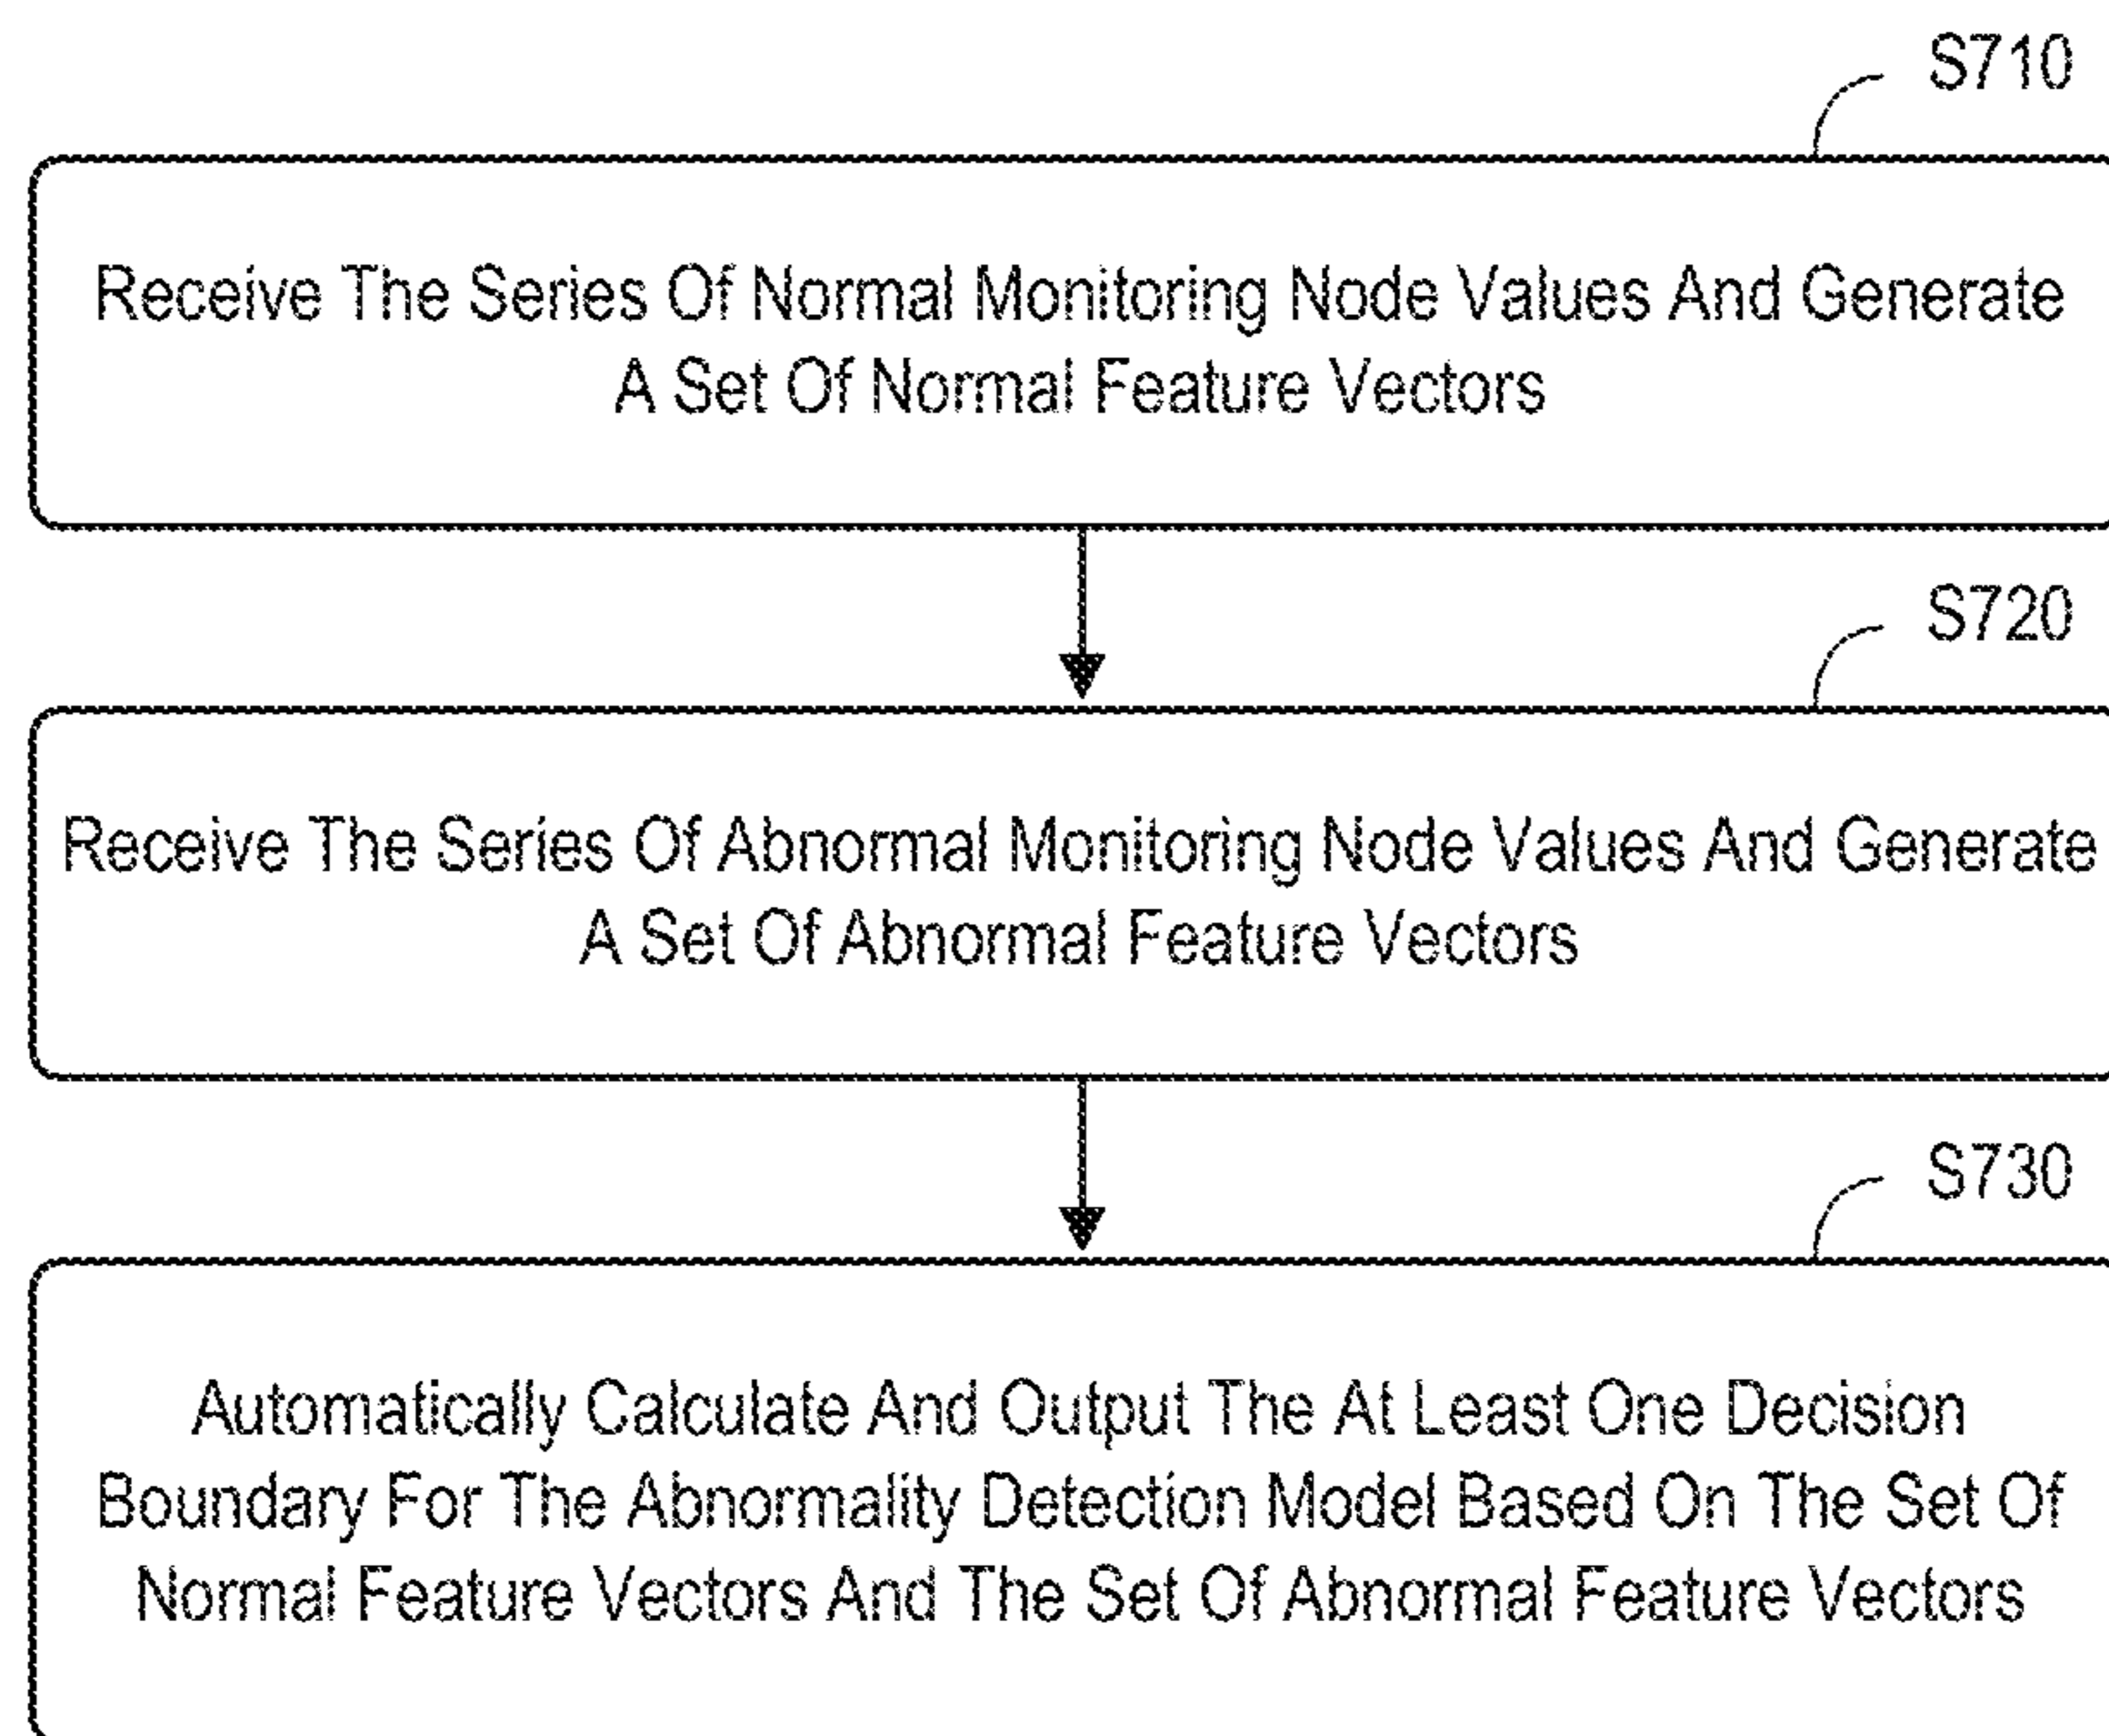 S710
Receive The Series Of Normal Monitoring Node Values And Generate
A Set Of Normal Feature Vectors
S720
Receive The Series Of Abnormal Monitoring Node Values And Generate
A Set Of Abnormal Feature Vectors
S730
Automatically Calculate And Output The At Least One Decision
Boundary For The Abnormality Detection Model Based On The Set Of
Normal Feature Vectors And The Set Of Abnormal Feature Vectors